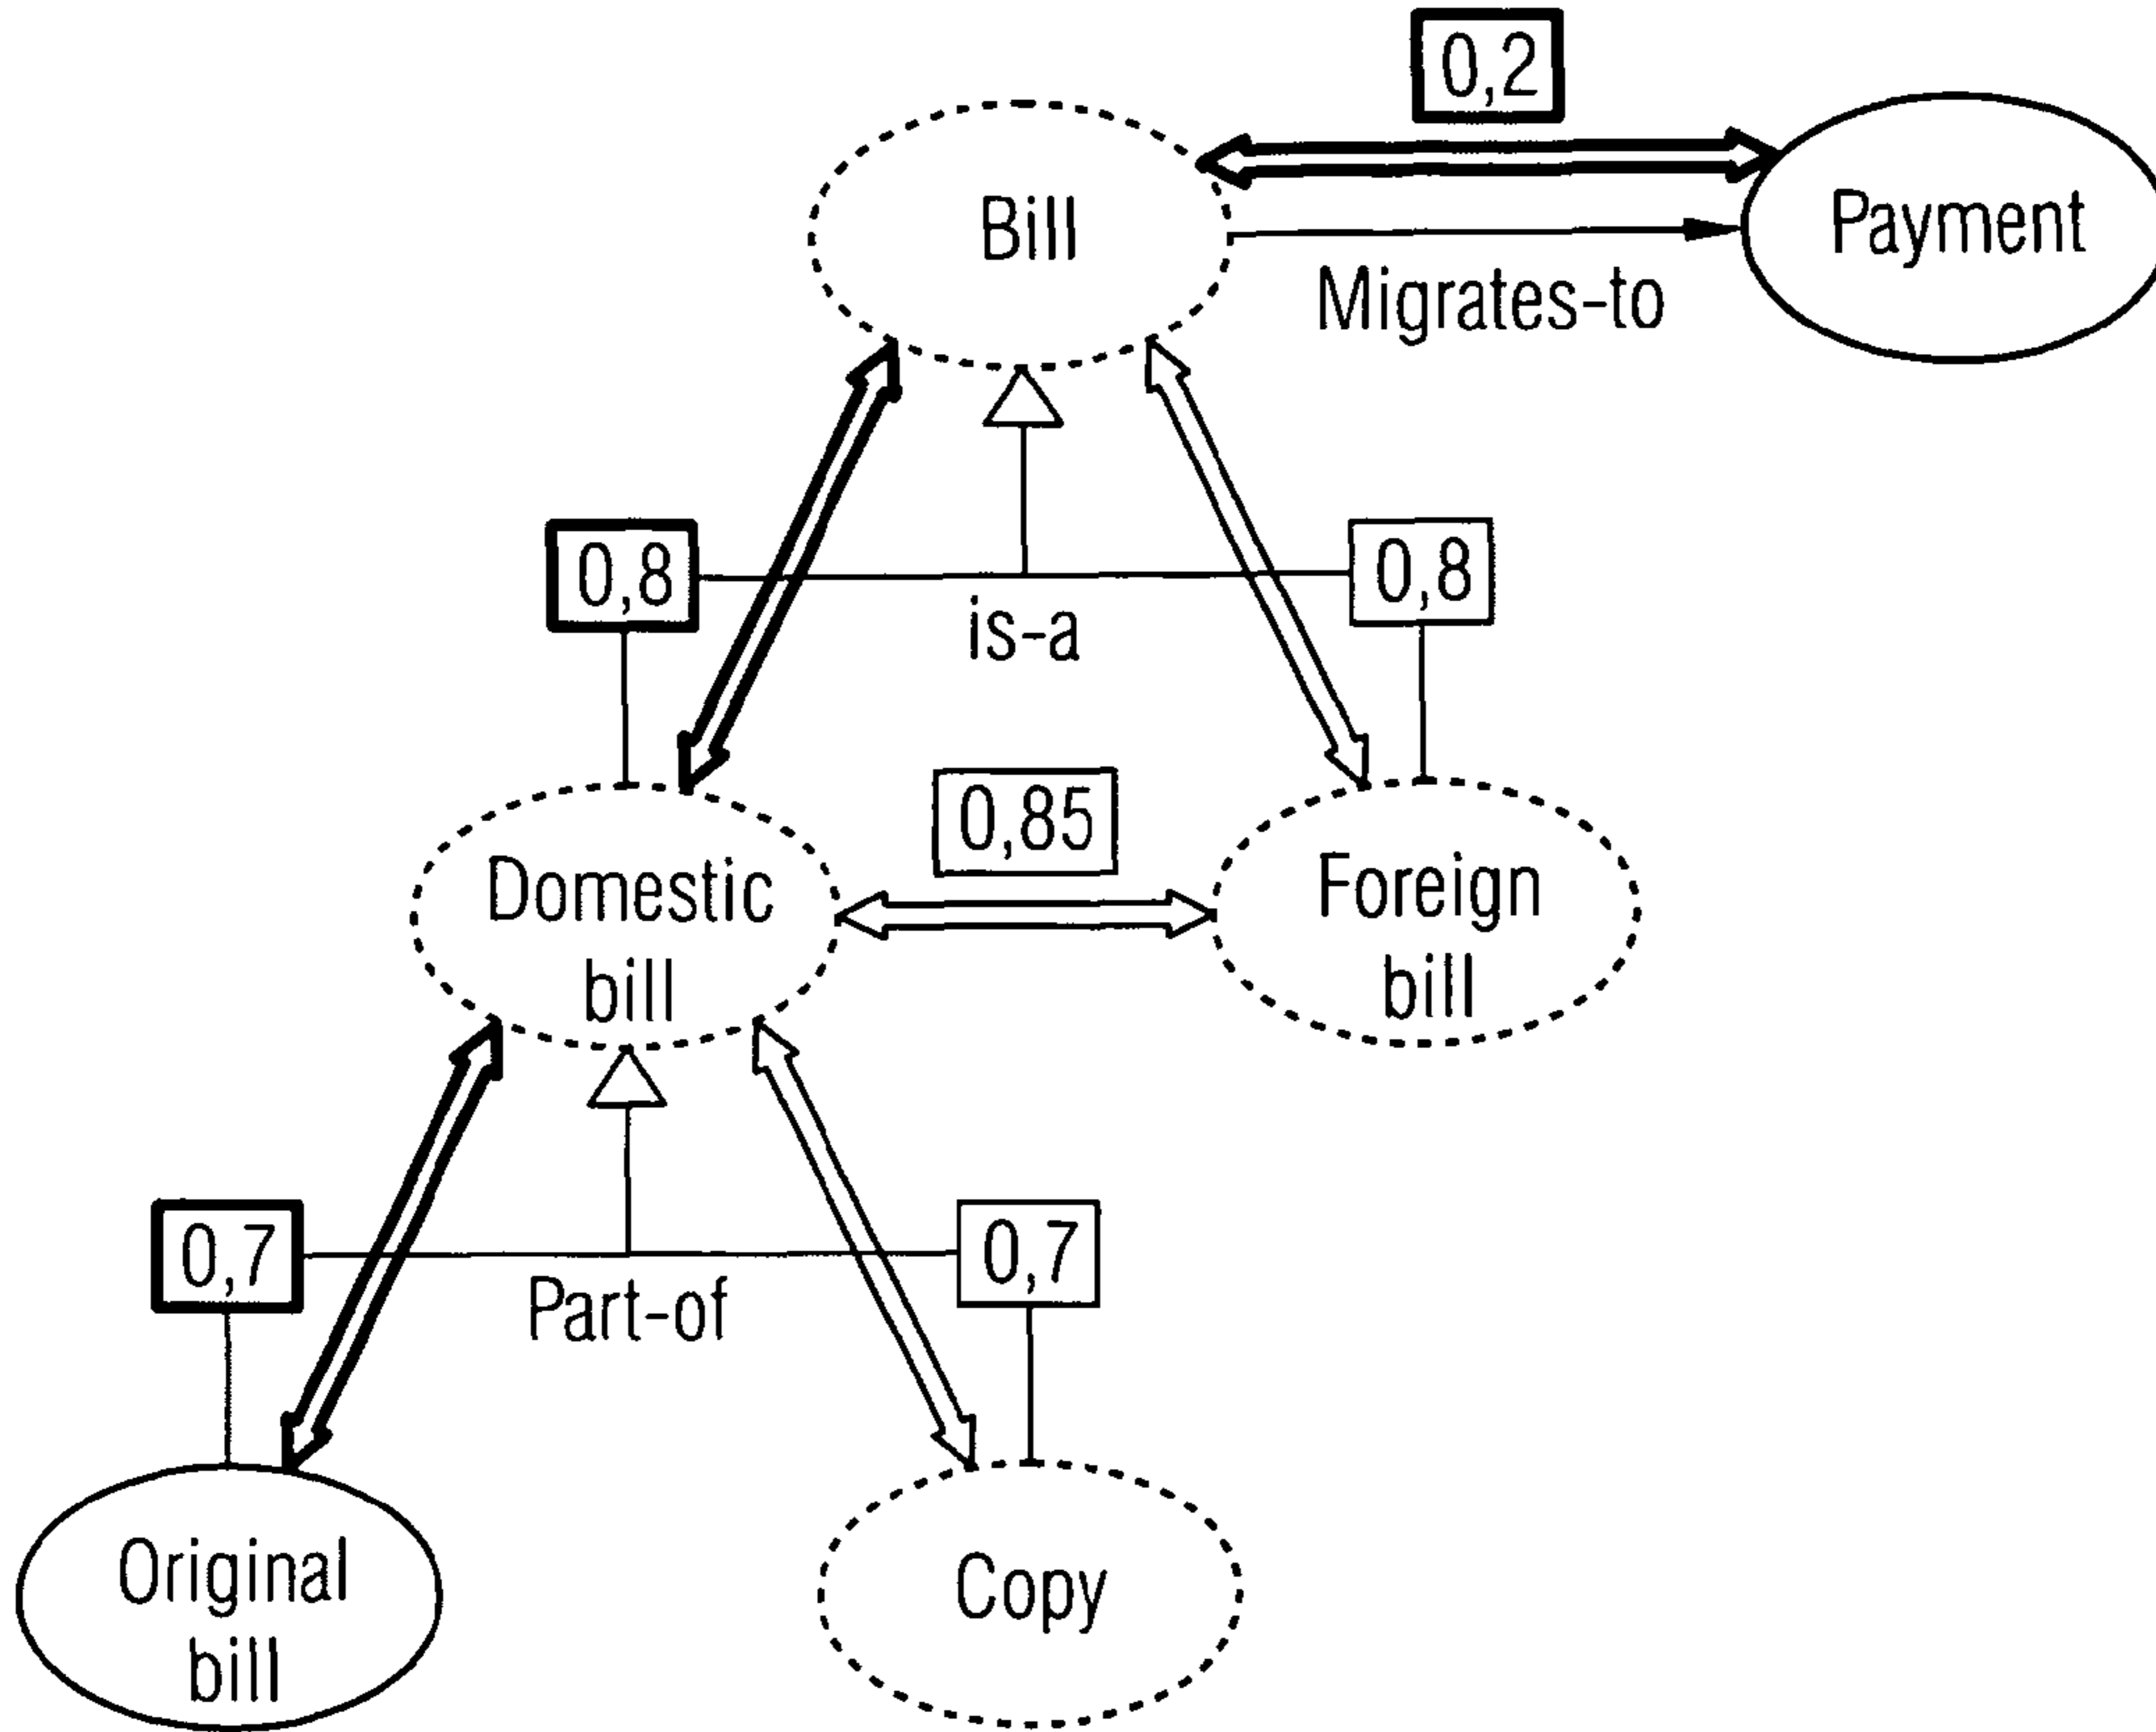 0,2
Bill
Payment
Migrates-to
0,8
0,8
is-a
0,85
Domestic
bill
Foreign
bill
0,7
0,7
Part-of
Original
bill
Copy